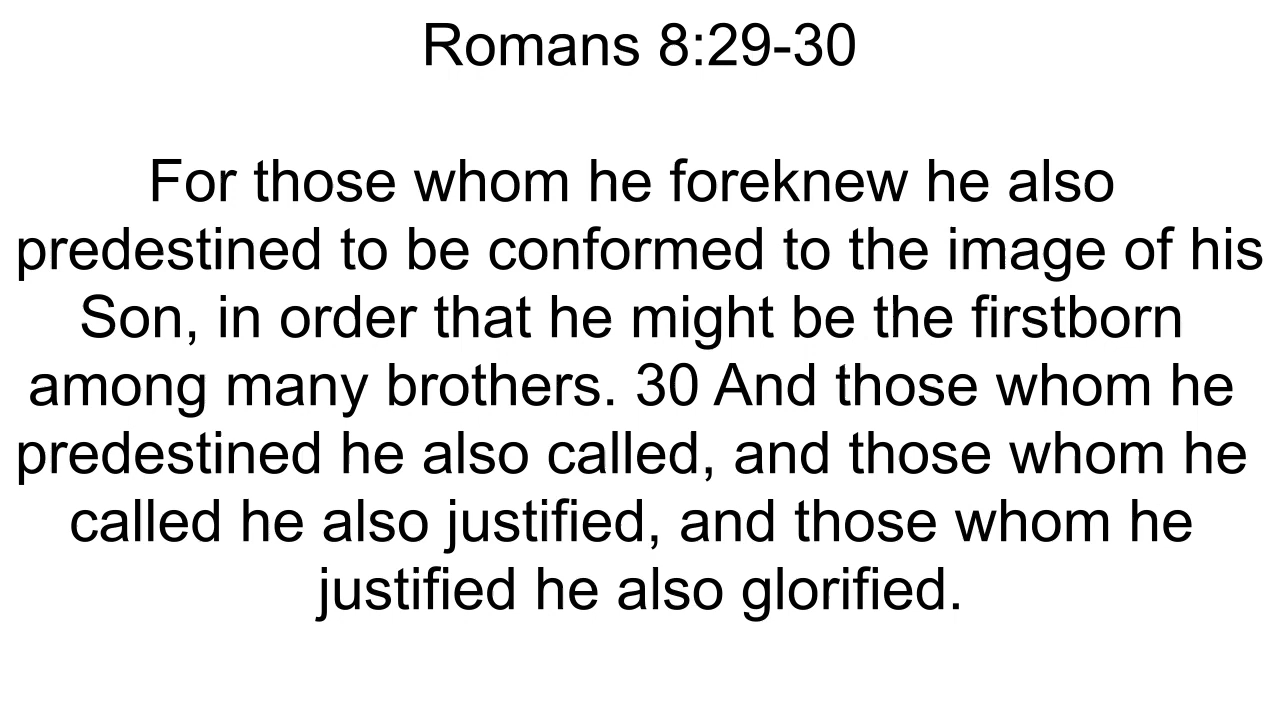 Romans 8:29-30
For those whom he foreknew he also
predestined to be conformed to the image of his
Son, in order that he might be the firstborn
among many brothers. 30 And those whom he
predestined he also called, and those whom he
called he also justified, and those whom he
justified he also glorified.